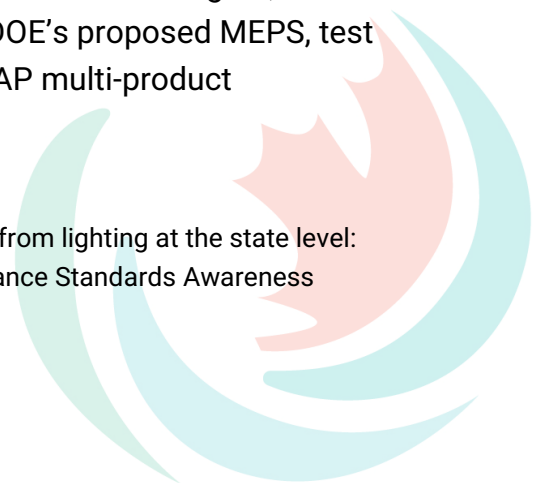 DOE’s proposed MEPS, test
AP multi-product
from lighting at the state level:
ance Standards Awareness